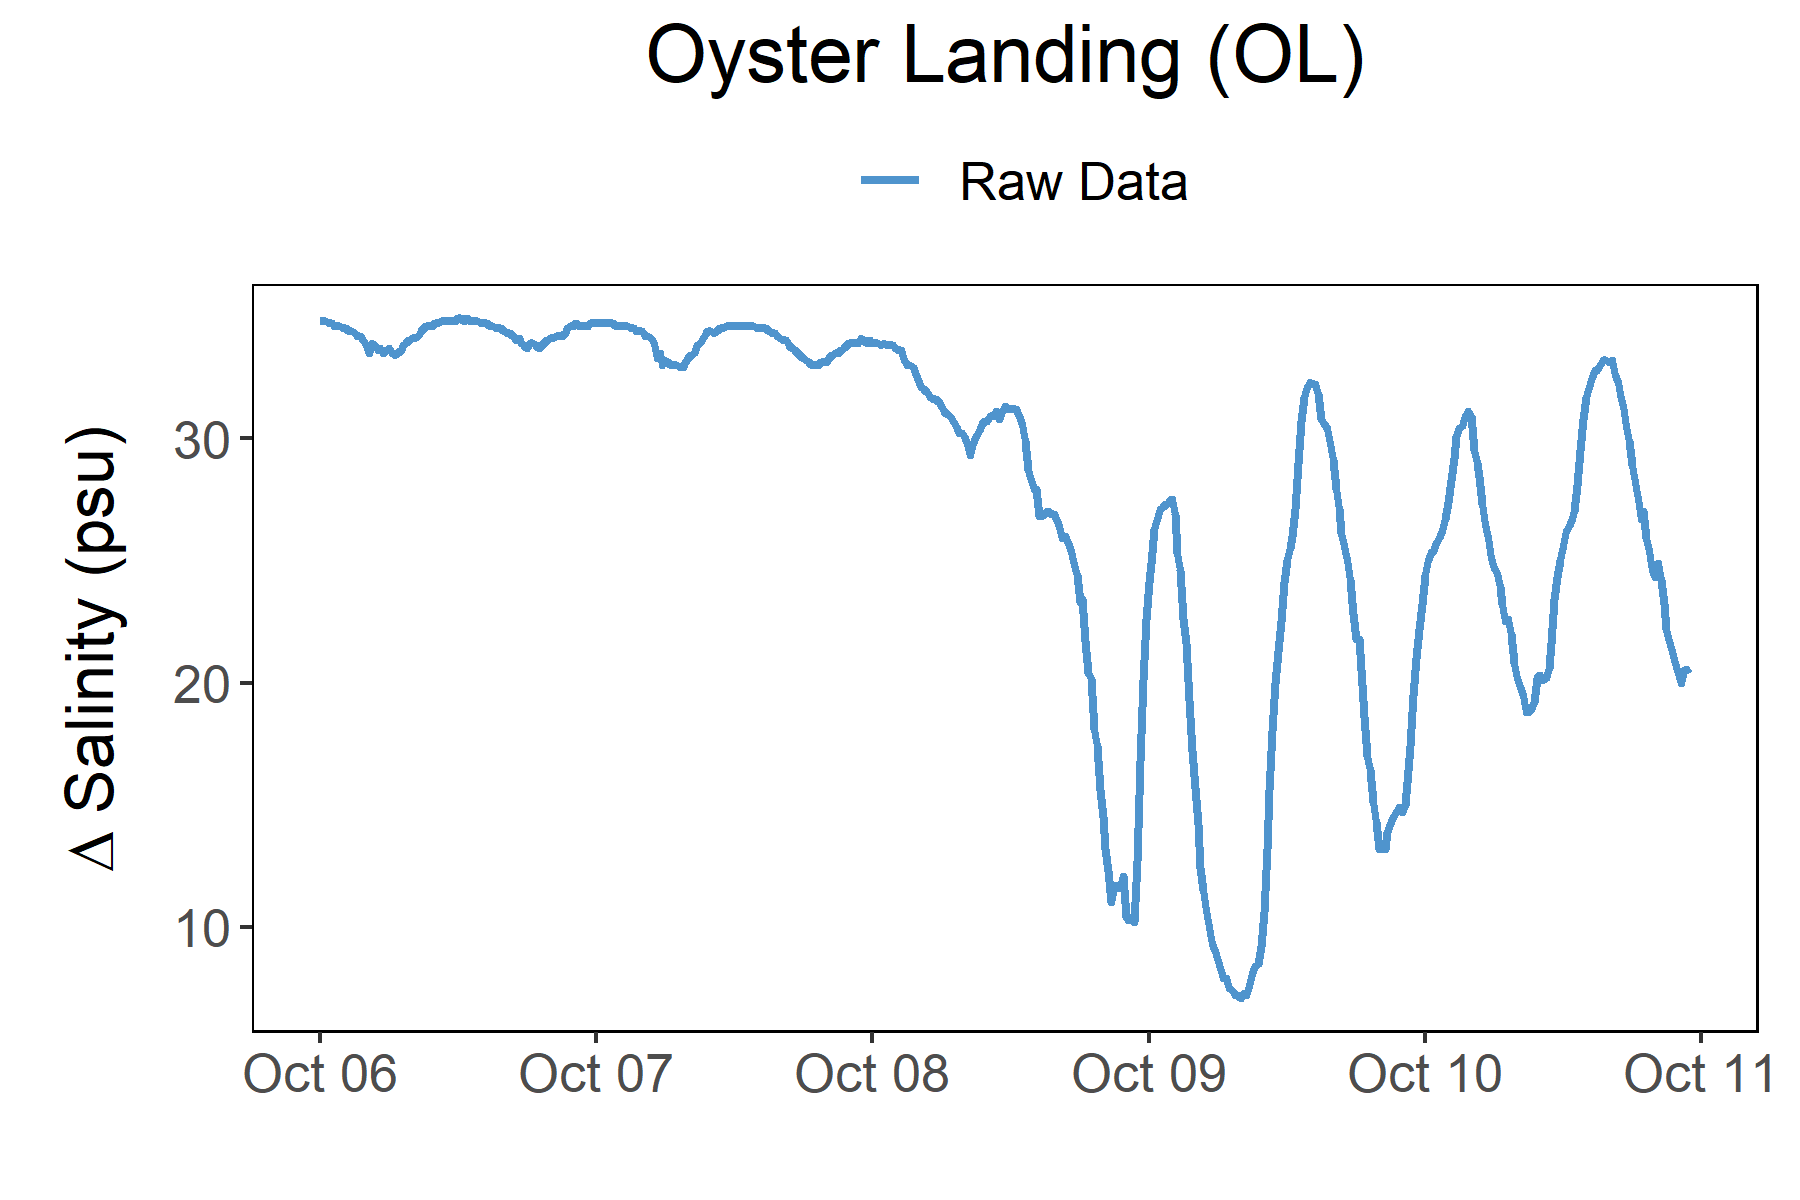 Oyster Landing (OL)
Raw Data
Δ Salinity (psu)
30
20
10
Oct 06
Oct 07
Oct 08
Oct 09
Oct 10
Oct 11